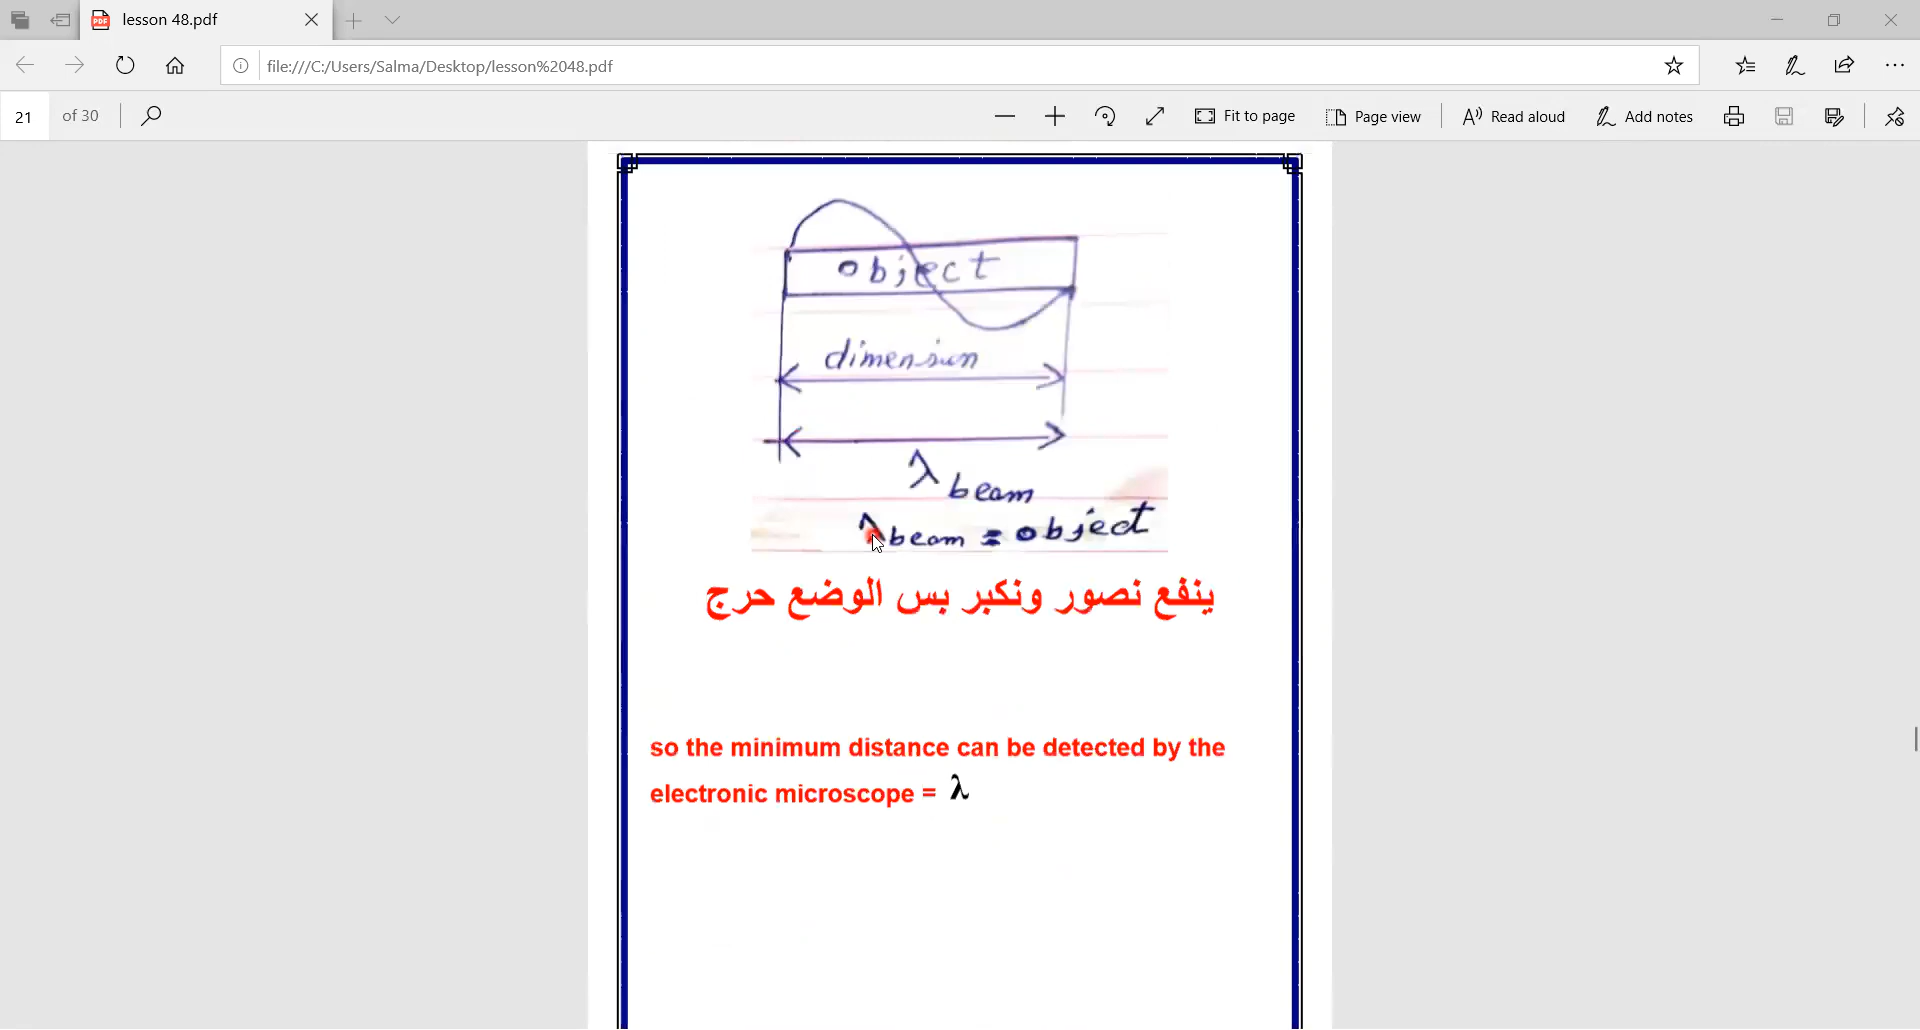 lesson 48.pdf
file:///C:/Users/Salma/Desktop/lesson%2048.pdf
21 of 30
Fit to page
Page view
Read aloud
Add notes
object
dimension
λ beam
λ beam = object
ينفع نصور ونكبر بس الوضع حرج
so the minimum distance can be detected by the
electronic microscope = λ